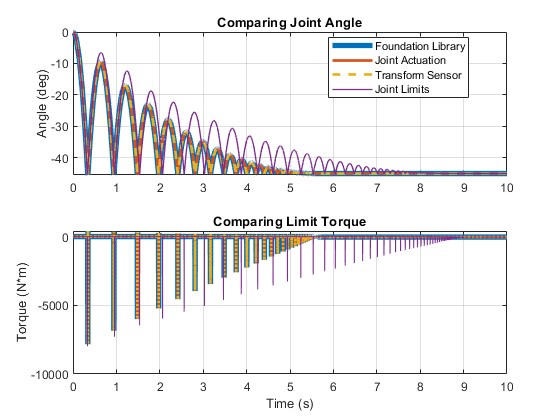 Comparing Joint Angle
Angle (deg)
0
-10
-20
-30
-40
Foundation Library
Joint Actuation
Transform Sensor
Joint Limits
0 1 2 3 4 5 6 7 8 9 10
Comparing Limit Torque
Torque (N*m)
0
-5000
-10000
0 1 2 3 4 5 6 7 8 9 10
Time (s)